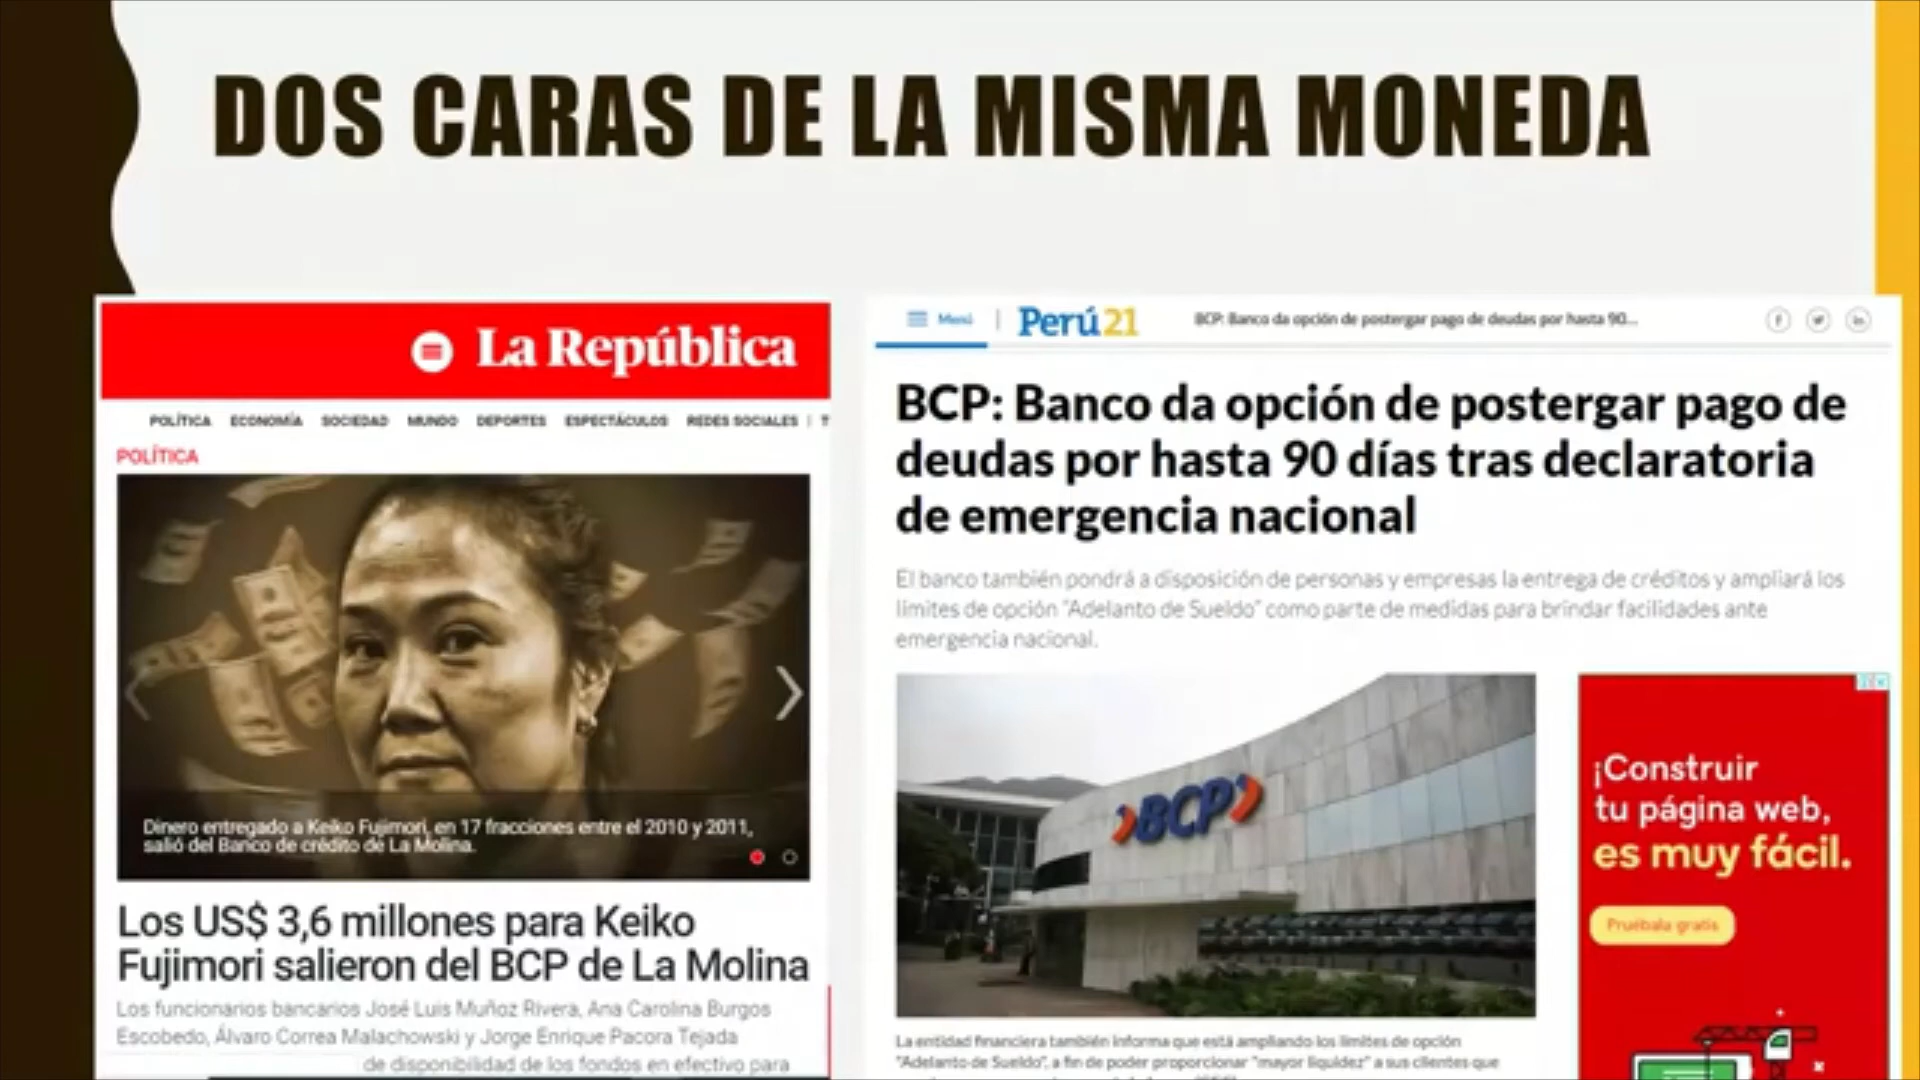 DOS CARAS DE LA MISMA MONEDA
La República
POLÍTICA ECONOMÍA SOCIEDAD MUNDO DEPORTES ESPECTÁCULOS REDES SOCIALES | T
POLÍTICA
Dinero entregado a Keiko Fujimori, en 17 fracciones entre el 2010 y 2011,
salió del Banco de crédito de La Molina.
Los US$ 3,6 millones para Keiko
Fujimori salieron del BCP de La Molina
Los funcionarios bancarios José Luis Muñoz Rivera, Ana Carolina Burgos
Escobedo, Álvaro Correa Malachowski y Jorge Enrique Pacora Tejada
de disponibilidad de los fondos en efectivo para
Menú | Perú21 BCP: Banco da opción de postergar pago de deudas por hasta 90...
BCP: Banco da opción de postergar pago de
deudas por hasta 90 días tras declaratoria
de emergencia nacional
El banco también pondrá a disposición de personas y empresas la entrega de créditos y ampliará los
límites de opción "Adelanto de Sueldo" como parte de medidas para brindar facilidades ante
emergencia nacional.
BCP
La entidad financiera también informa que está ampliando los límites de opción
"Adelanto de Sueldo", a fin de poder proporcionar "mayor liquidez" a sus clientes que
¡Construir
tu página web,
es muy fácil.
Pruébala gratis